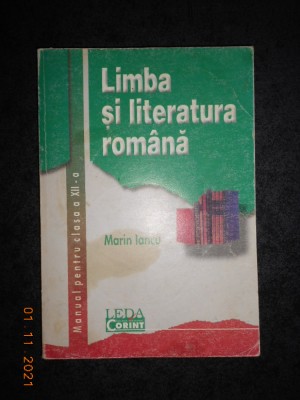 Limba
și literatura
română
Marin Iancu
Manual pentru clasa a XII-a
LEDA
CORINT
01.11.2021